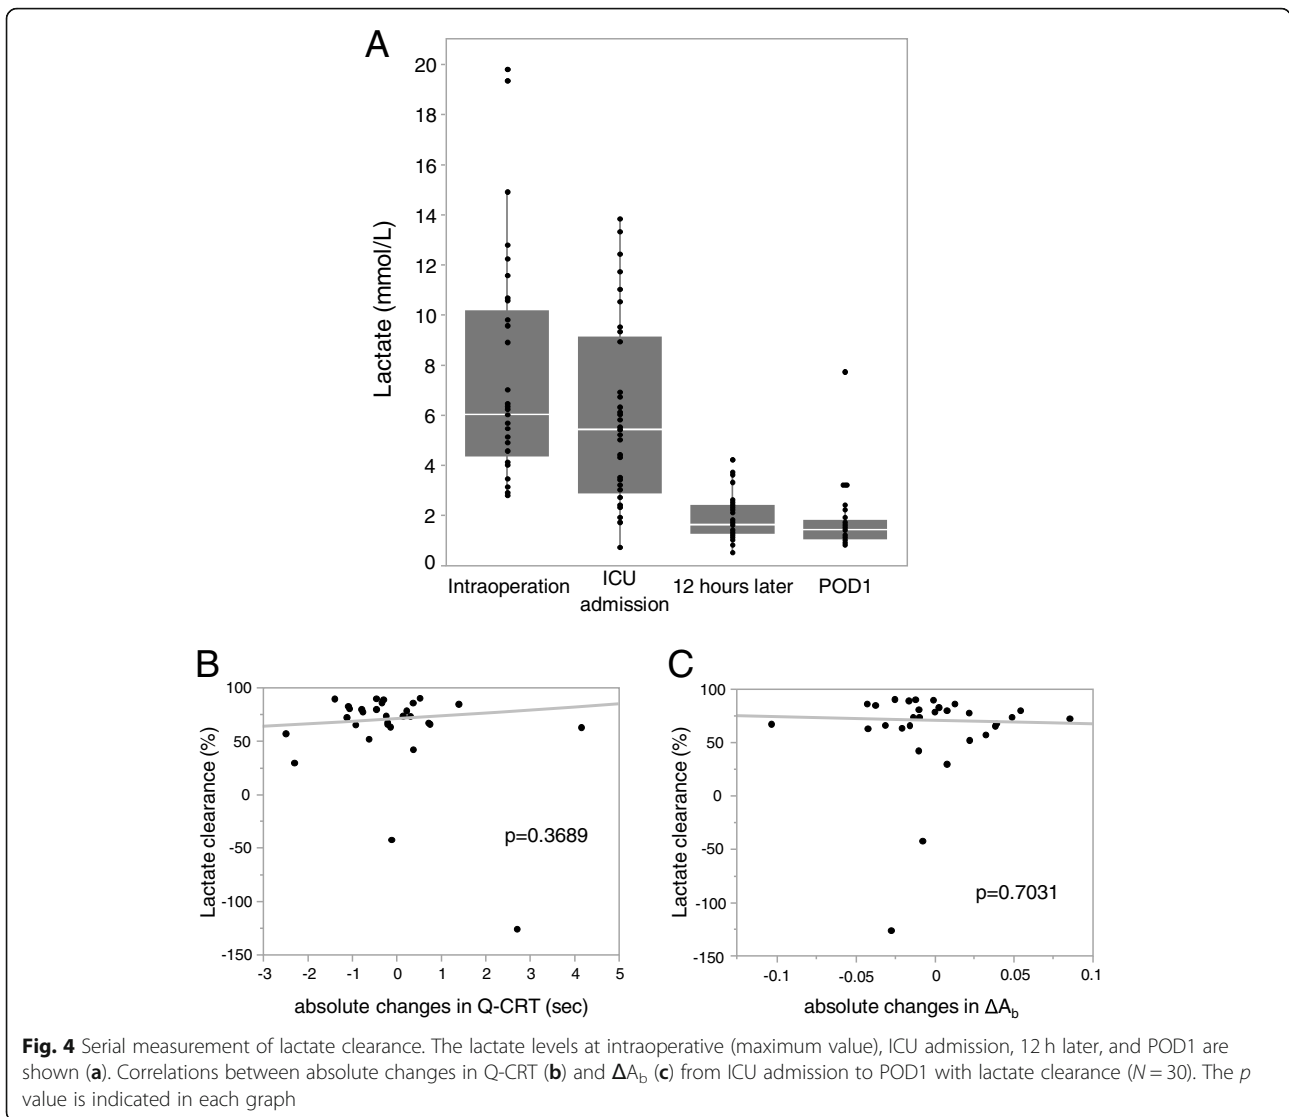 A
20
18
16
14
12
10
8
6
4
2
0
Lactate (mmol/L)
Intraoperation
ICU
admission
12 hours later
POD1
B
100
50
0
-50
-100
-150
Lactate clearance (%)
p=0.3689
-3 -2 -1 0 1 2 3 4 5
absolute changes in Q-CRT (sec)
C
100
50
0
-50
-100
-150
Lactate clearance (%)
p=0.7031
-0.1 -0.05 0 0.05 0.1
absolute changes in ΔAb
Fig. 4 Serial measurement of lactate clearance. The lactate levels at intraoperative (maximum value), ICU admission, 12 h later, and POD1 are
shown (a). Correlations between absolute changes in Q-CRT (b) and ΔAb (c) from ICU admission to POD1 with lactate clearance (N = 30). The p
value is indicated in each graph